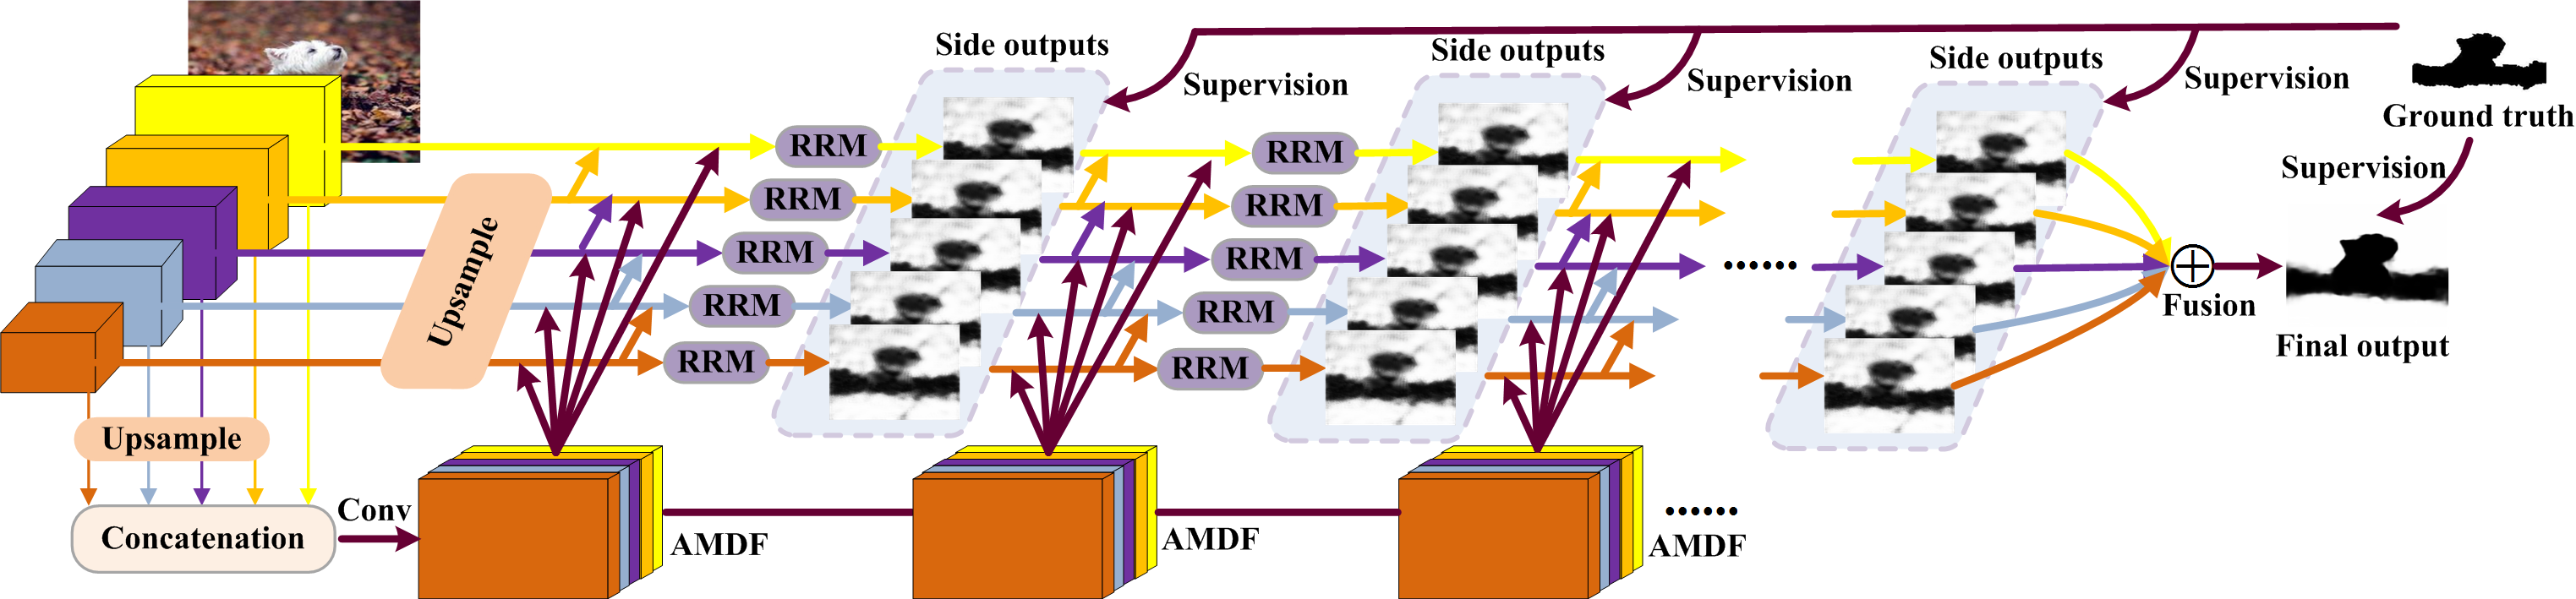 Side outputs
Side outputs
Side outputs
Supervision
Supervision
Supervision
Ground truth
Supervision
RRM
RRM
RRM
RRM
RRM
RRM
RRM
RRM
RRM
RRM
Upsample
Fusion
Final output
Upsample
Concatenation
Conv
AMDF
AMDF
AMDF